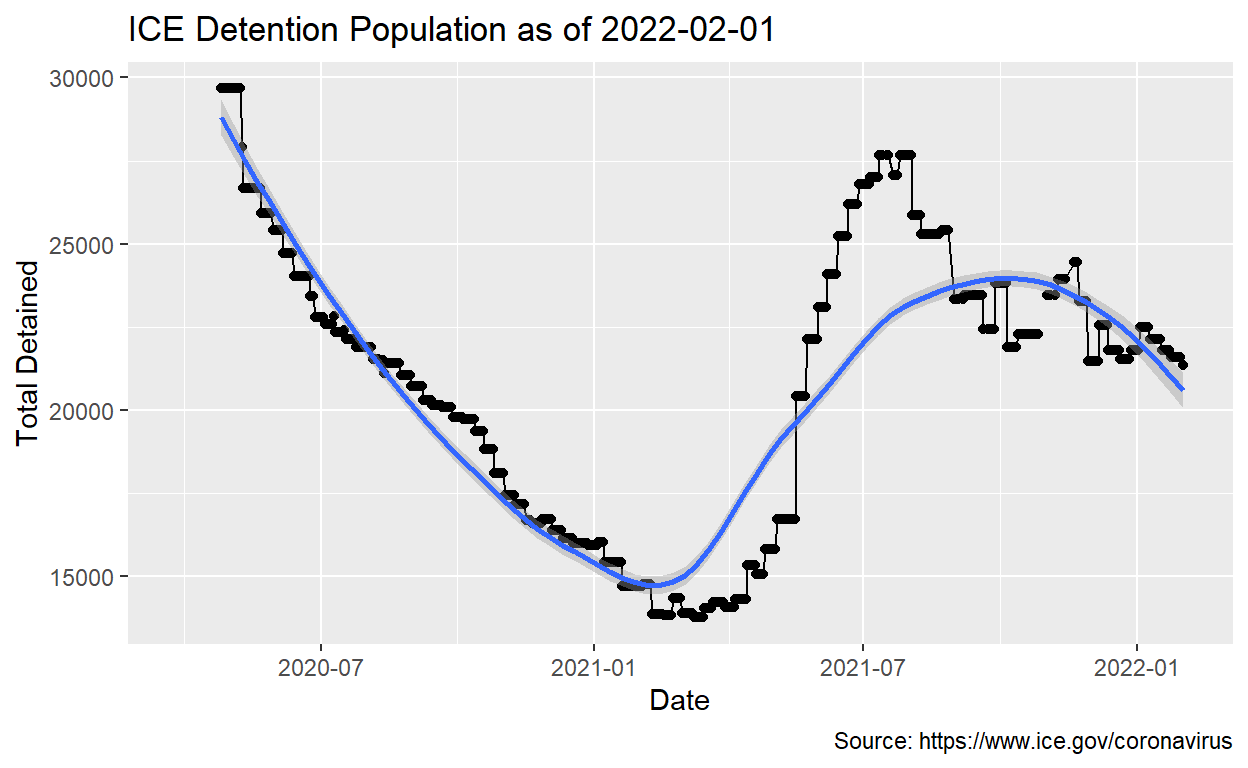 ICE Detention Population as of 2022-02-01
30000
25000
20000
15000
Total Detained
2020-07
2021-01
2021-07
2022-01
Date
Source: https://www.ice.gov/coronavirus